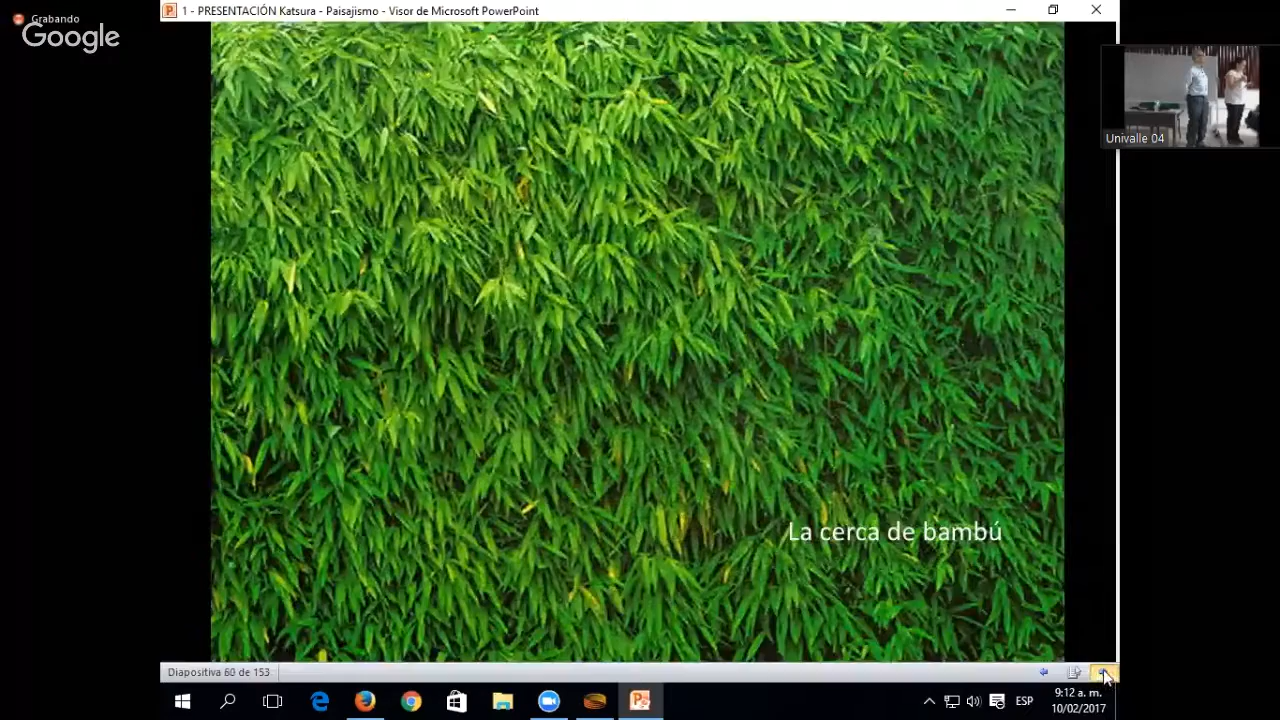 Grabando
Google
1 - PRESENTACIÓN Katsura - Paisajismo - Visor de Microsoft PowerPoint
Univalle 04
La cerca de bambú
Diapositiva 60 de 153
ESP
9:12 a. m.
10/02/2017